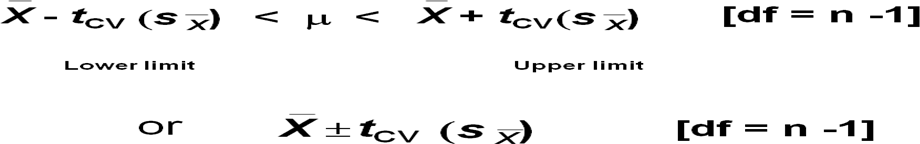 x̄ - t_CV (s_x̄) < μ < x̄ + t_CV(s_x̄) [df = n -1]
Lower limit Upper limit
or x̄ ± t_CV (s_x̄) [df = n -1]